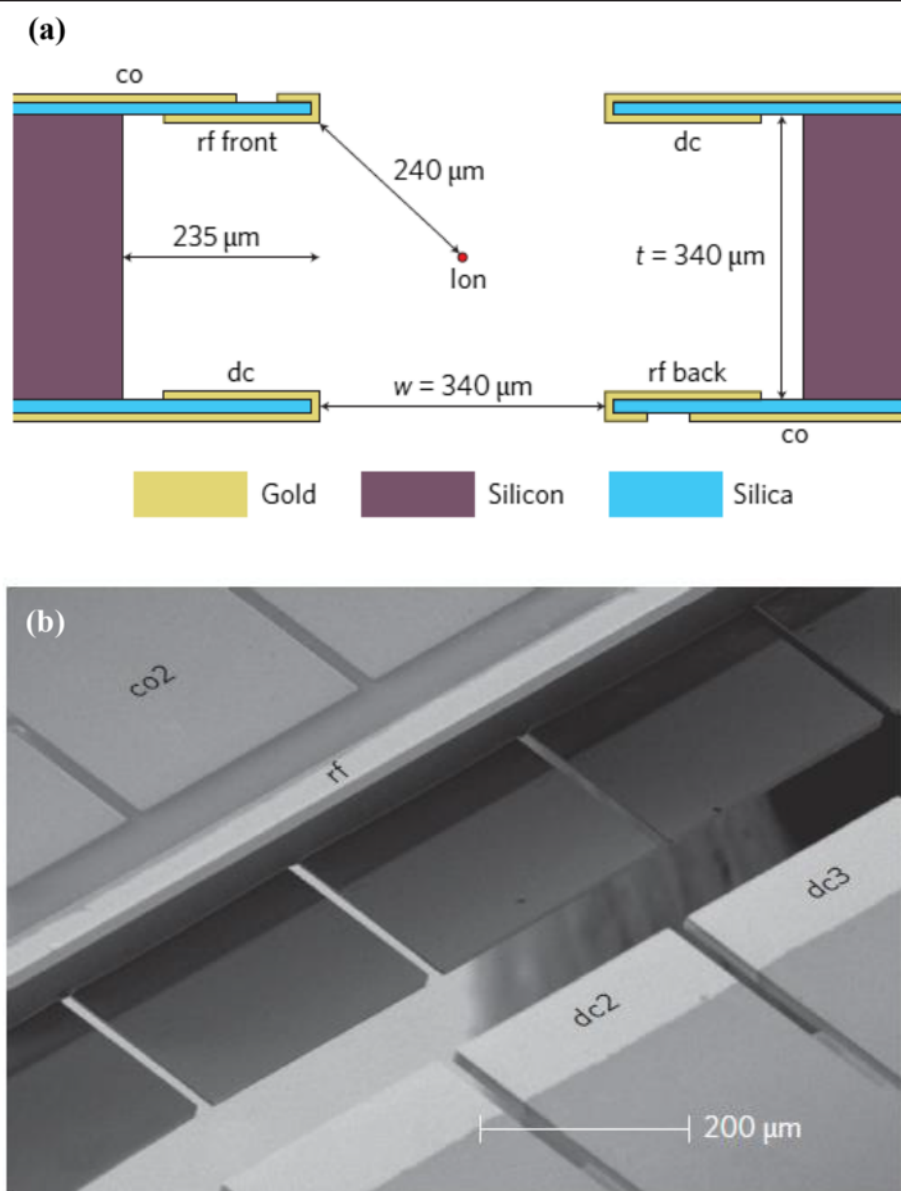 (a)
co
rf front
dc
240 μm
235 μm
Ion
t = 340 μm
dc
w = 340 μm
rf back
co
Gold
Silicon
Silica
(b)
co2
rf
dc3
dc2
200 μm